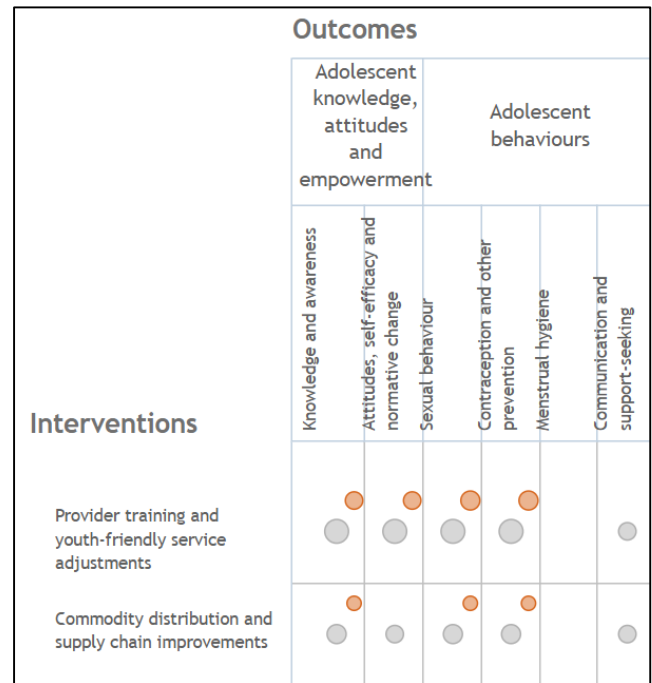 Outcomes
Adolescent
knowledge,
attitudes
and
empowerment
Adolescent
behaviours
Knowledge and awareness
Attitudes, self-efficacy and
normative change
Sexual behaviour
Contraception and other
prevention
Menstrual hygiene
Communication and
support-seeking
Interventions
Provider training and
youth-friendly service
adjustments
Commodity distribution and
supply chain improvements